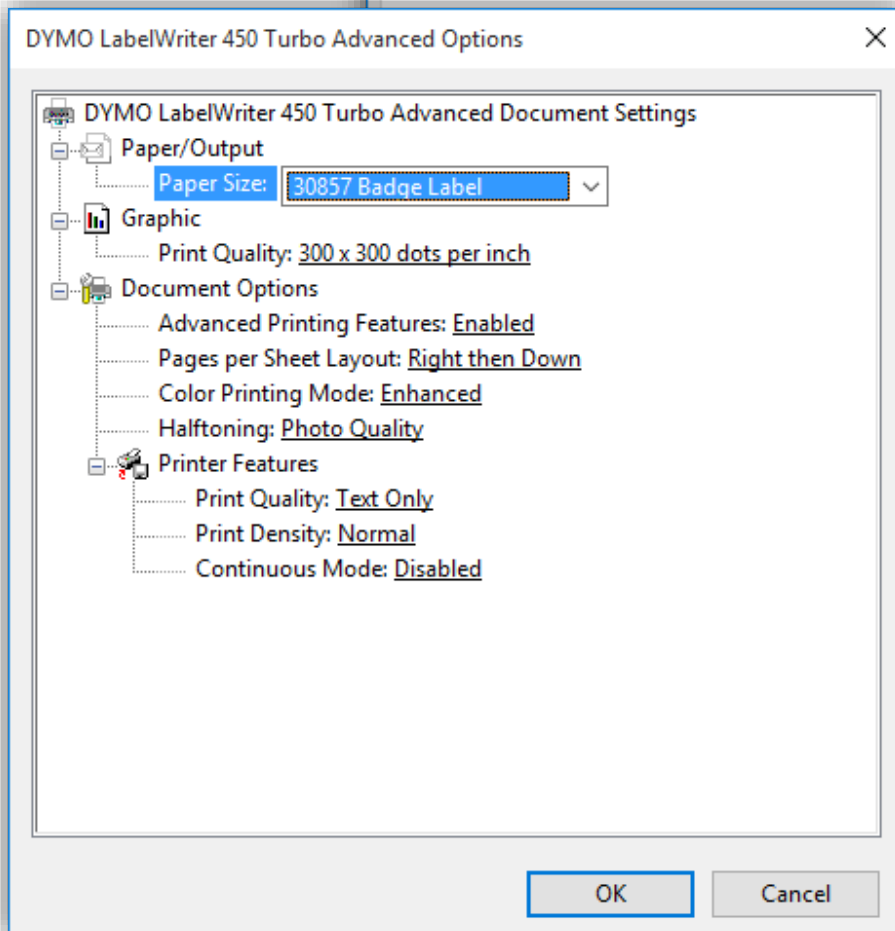 DYMO LabelWriter 450 Turbo Advanced Options
DYMO LabelWriter 450 Turbo Advanced Document Settings
Paper/Output
Paper Size: 30857 Badge Label
Graphic
Print Quality: 300 x 300 dots per inch
Document Options
Advanced Printing Features: Enabled
Pages per Sheet Layout: Right then Down
Color Printing Mode: Enhanced
Halftoning: Photo Quality
Printer Features
Print Quality: Text Only
Print Density: Normal
Continuous Mode: Disabled
OK Cancel